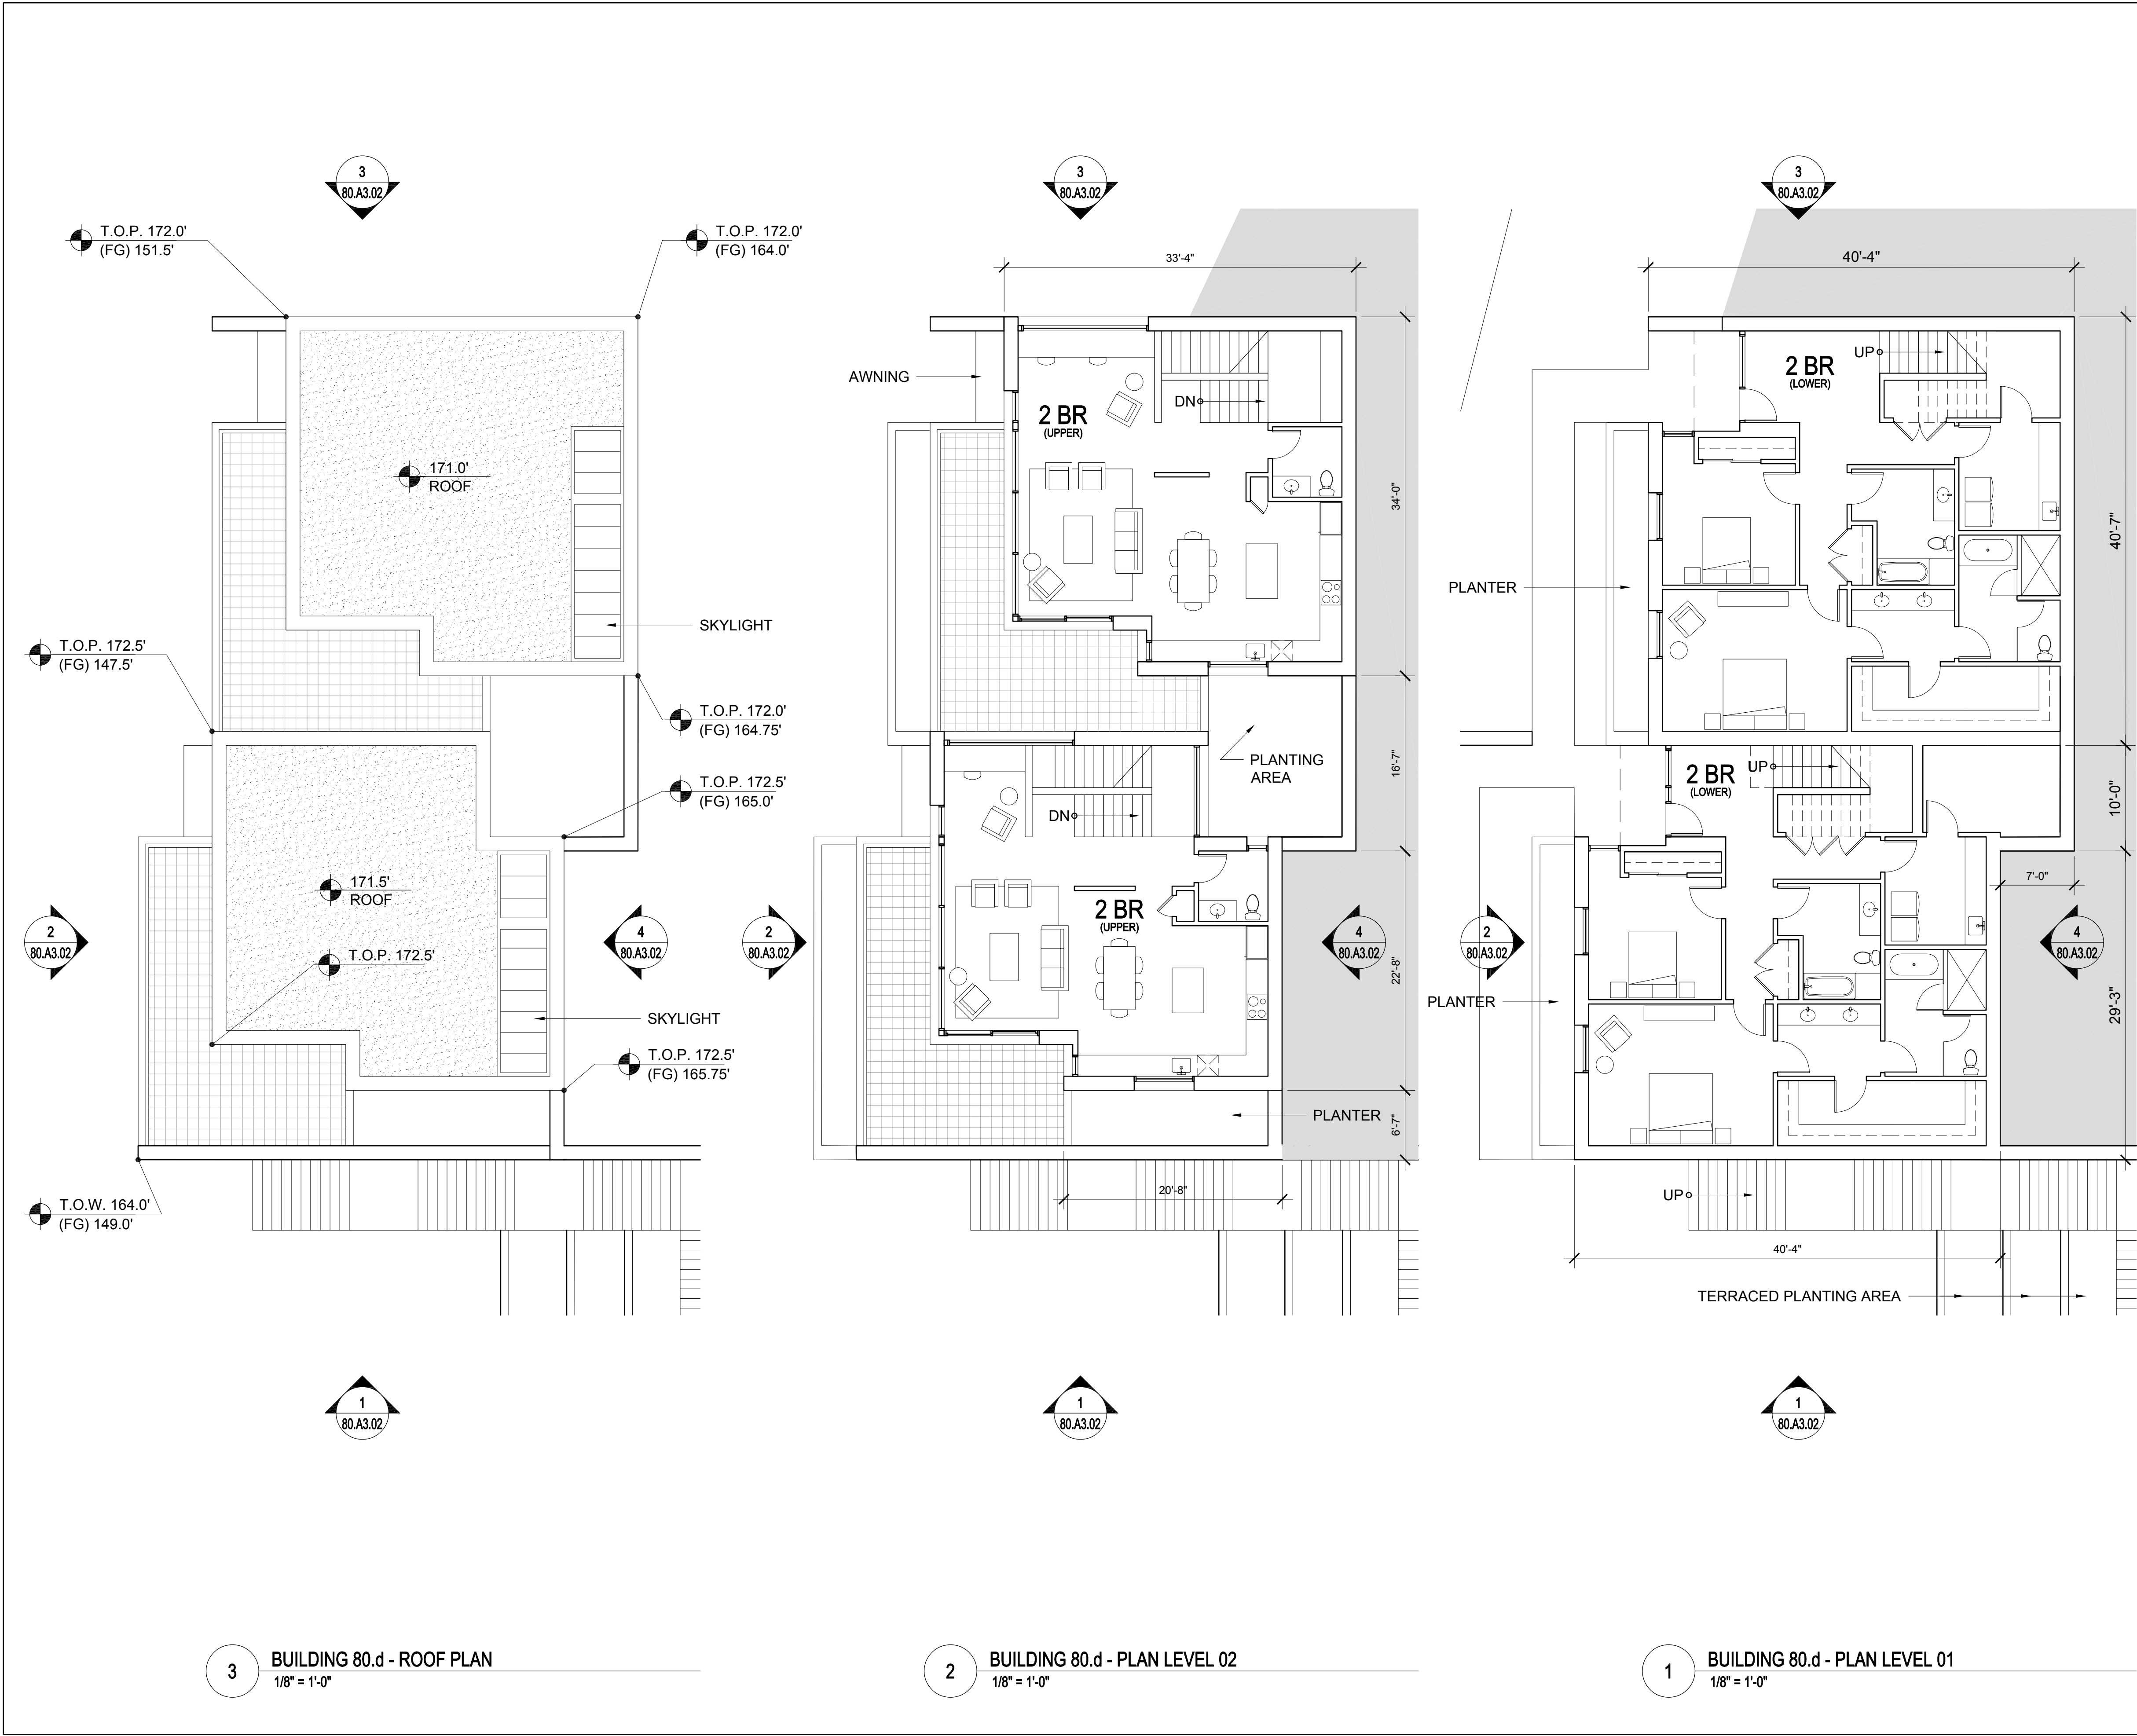 3
80.A3.02
T.O.P. 172.0'
(FG) 151.5'
T.O.P. 172.0'
(FG) 164.0'
171.0'
ROOF
SKYLIGHT
T.O.P. 172.5'
(FG) 147.5'
T.O.P. 172.0'
(FG) 164.75'
T.O.P. 172.5'
(FG) 165.0'
171.5'
ROOF
2
80.A3.02
4
80.A3.02
T.O.P. 172.5'
SKYLIGHT
T.O.P. 172.5'
(FG) 165.75'
T.O.W. 164.0'
(FG) 149.0'
1
80.A3.02
3
BUILDING 80.d - ROOF PLAN
1/8" = 1'-0"
3
80.A3.02
33'-4"
AWNING
2 BR
(UPPER)
DN
34'-0"
PLANTING
AREA
16'-7"
DN
2 BR
(UPPER)
2
80.A3.02
4
80.A3.02
22'-8"
PLANTER
6'-7"
20'-8"
1
80.A3.02
2
BUILDING 80.d - PLAN LEVEL 02
1/8" = 1'-0"
3
80.A3.02
40'-4"
UP
2 BR
(LOWER)
40'-7"
PLANTER
UP
2 BR
(LOWER)
10'-0"
7'-0"
2
80.A3.02
4
80.A3.02
PLANTER
29'-3"
UP
40'-4"
TERRACED PLANTING AREA
1
80.A3.02
1
BUILDING 80.d - PLAN LEVEL 01
1/8" = 1'-0"